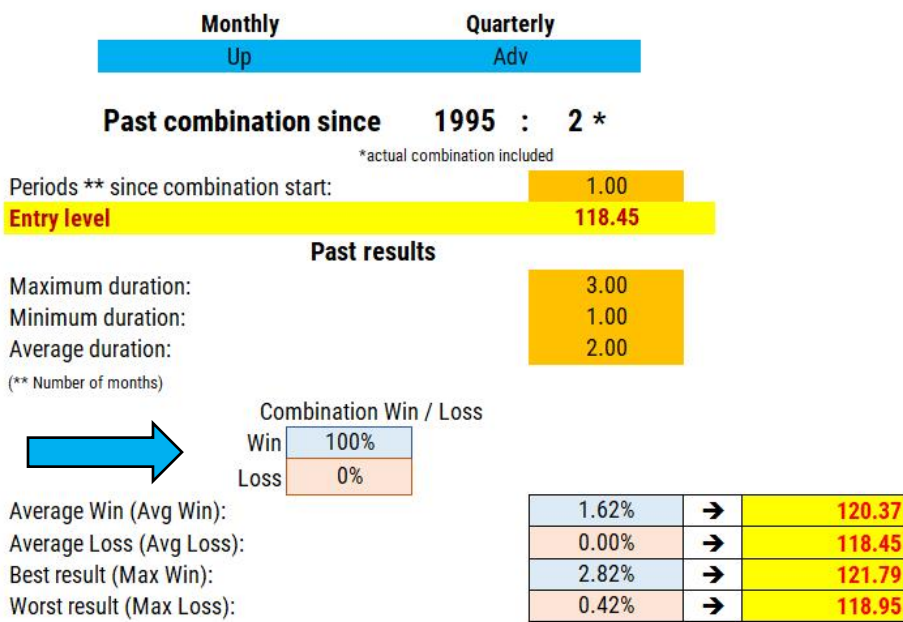 Monthly Quarterly
Up Adv
Past combination since 1995 : 2 *
*actual combination included
Periods ** since combination start: 1.00
Entry level 118.45
Past results
Maximum duration: 3.00
Minimum duration: 1.00
Average duration: 2.00
(** Number of months)
Combination Win / Loss
Win 100%
Loss 0%
Average Win (Avg Win): 1.62% ➔ 120.37
Average Loss (Avg Loss): 0.00% ➔ 118.45
Best result (Max Win): 2.82% ➔ 121.79
Worst result (Max Loss): 0.42% ➔ 118.95